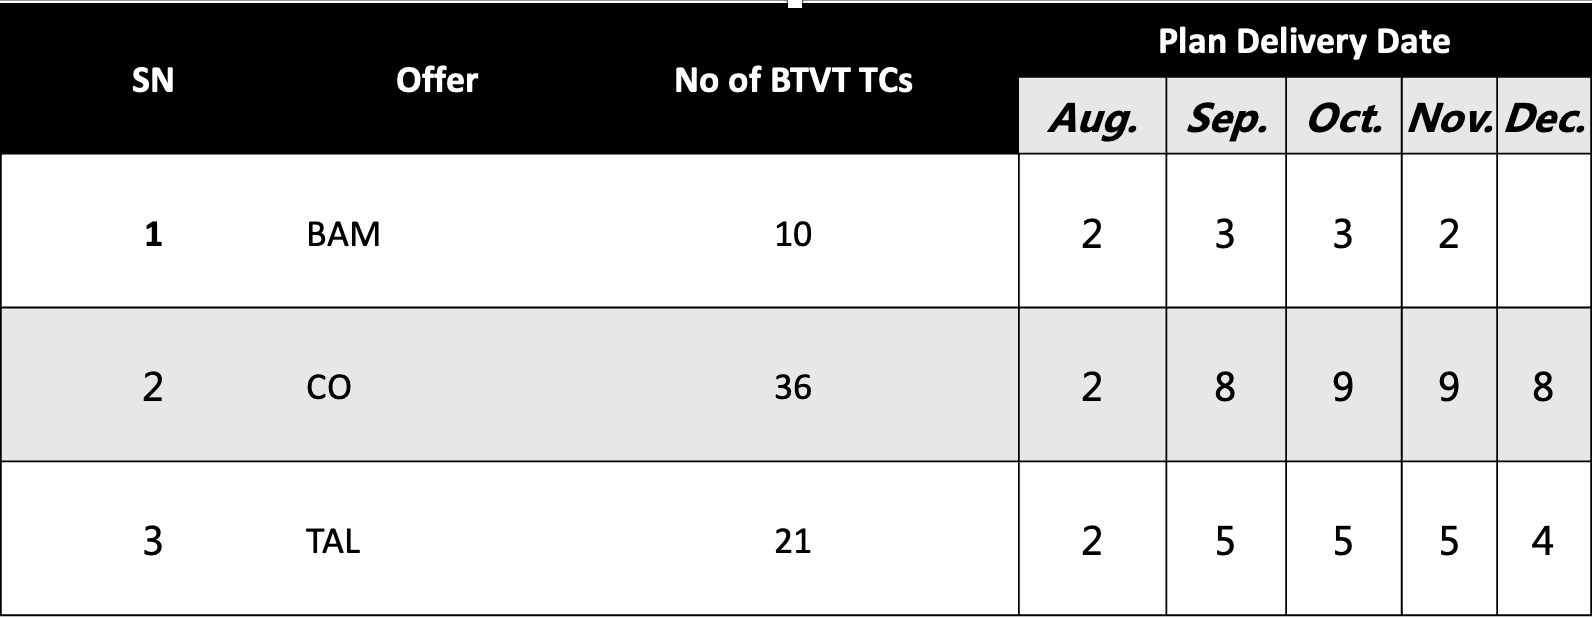 Plan Delivery Date
SN Offer No of BTVT TCs
Aug. Sep. Oct. Nov. Dec.
1 BAM 10 2 3 3 2
2 CO 36 2 8 9 9 8
3 TAL 21 2 5 5 5 4